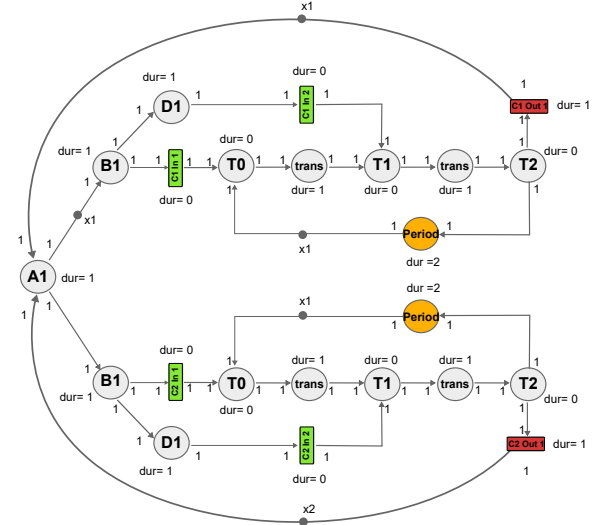 x1
dur= 1
dur= 0
1
D1
1
1
C1 In 2
1
C1 Out 1
dur= 1
1
1
1
1
dur= 0
dur= 1
dur= 0
B1
1
1
C1 In 1
1
1
T0
1
1
trans
1
1
T1
1
1
trans
1
1
T2
1
dur= 0
dur= 1
dur= 0
dur= 1
1
1
x1
1
1
Period
1
x1
dur =2
1
1
A1
dur= 1
1
1
dur =2
x1
1
Period
1
1
dur= 0
dur= 1
dur= 0
dur= 1
1
1
B1
1
1
C2 In 1
1
1
T0
1
1
trans
1
1
T1
1
1
trans
1
1
T2
dur= 1
dur= 0
dur= 0
1
1
1
1
D1
1
1
C2 In 2
1
1
C2 Out 1
dur= 1
dur= 1
dur= 0
1
x2